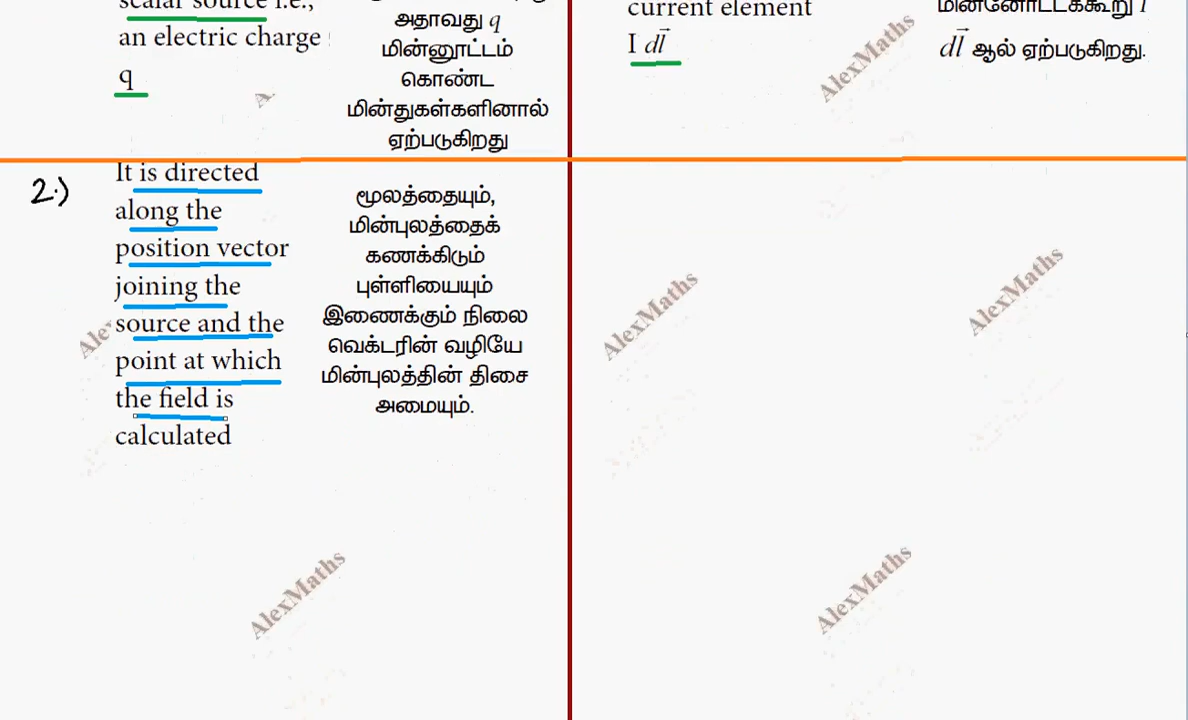 scalar source i.e.,
an electric charge
q
அதாவது q
மின்னூட்டம்
கொண்ட
மின்துகள்களினால்
ஏற்படுகிறது
current element
I dl⃗
மின்னோட்டக்கூறு I
dl⃗ ஆல் ஏற்படுகிறது.
2.)
It is directed
along the
position vector
joining the
source and the
point at which
the field is
calculated
மூலத்தையும்,
மின்புலத்தைக்
கணக்கிடும்
புள்ளியையும்
இணைக்கும் நிலை
வெக்டரின் வழியே
மின்புலத்தின் திசை
அமையும்.
AlexMaths
AlexMaths
AlexMaths
AlexMaths
AlexMaths